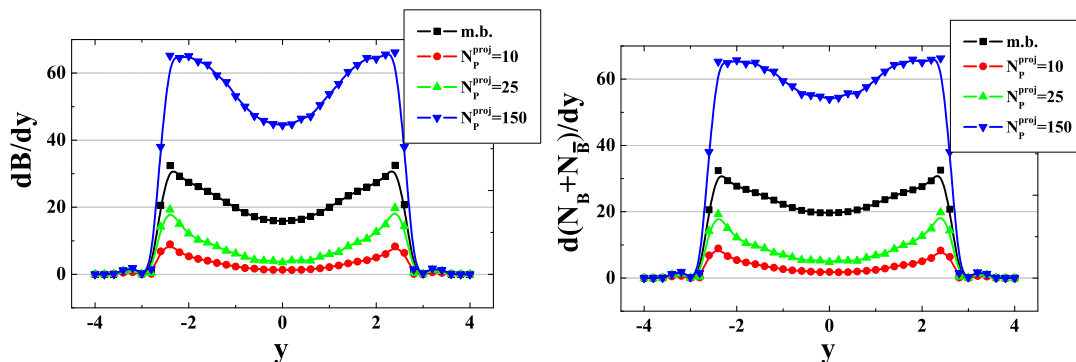 dB/dy
60
40
20
0
-4 -2 0 2 4
y
m.b.
N_P^proj=10
N_P^proj=25
N_P^proj=150
d(N_B+N_B̅)/dy
60
40
20
0
-4 -2 0 2 4
y
m.b.
N_P^proj=10
N_P^proj=25
N_P^proj=150